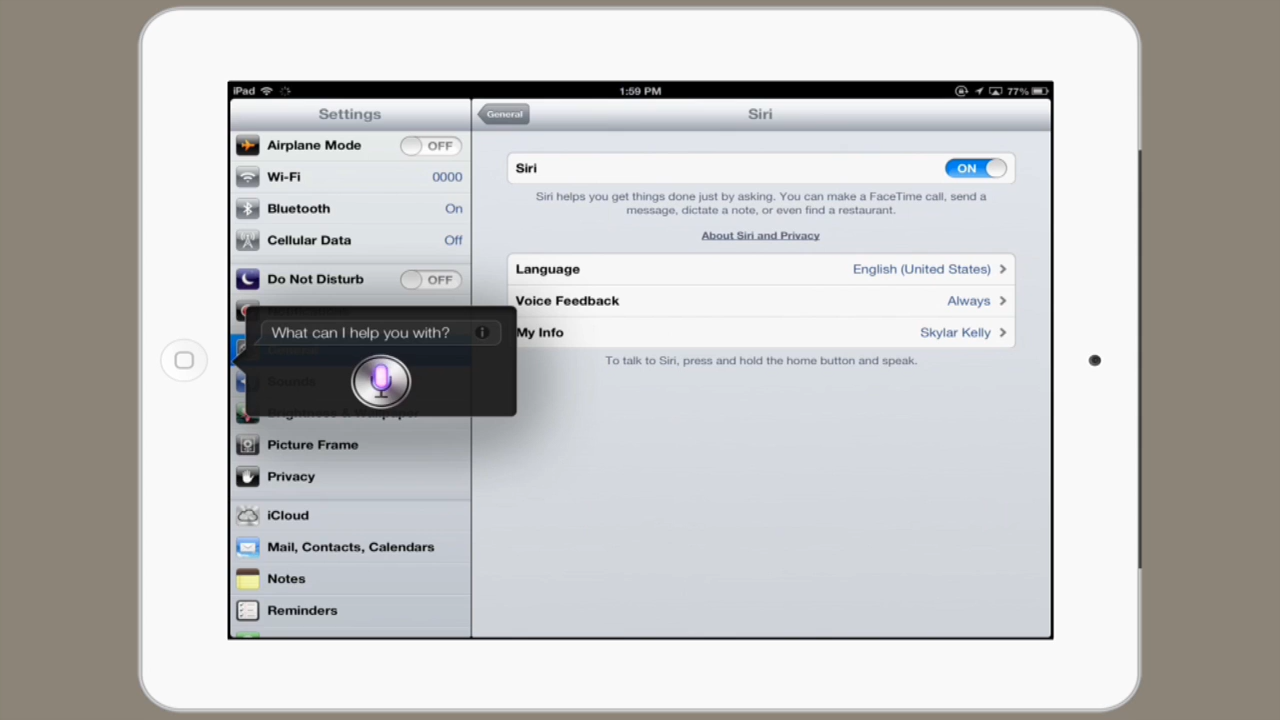 iPad
1:59 PM
77%
Settings
General
Siri
Airplane Mode OFF
Wi-Fi 0000
Bluetooth On
Cellular Data Off
Do Not Disturb OFF
What can I help you with?
Sounds
Brightness & Wallpaper
Picture Frame
Privacy
iCloud
Mail, Contacts, Calendars
Notes
Reminders
Siri ON
Siri helps you get things done just by asking. You can make a FaceTime call, send a
message, dictate a note, or even find a restaurant.
About Siri and Privacy
Language English (United States)
Voice Feedback Always
My Info Skylar Kelly
To talk to Siri, press and hold the home button and speak.